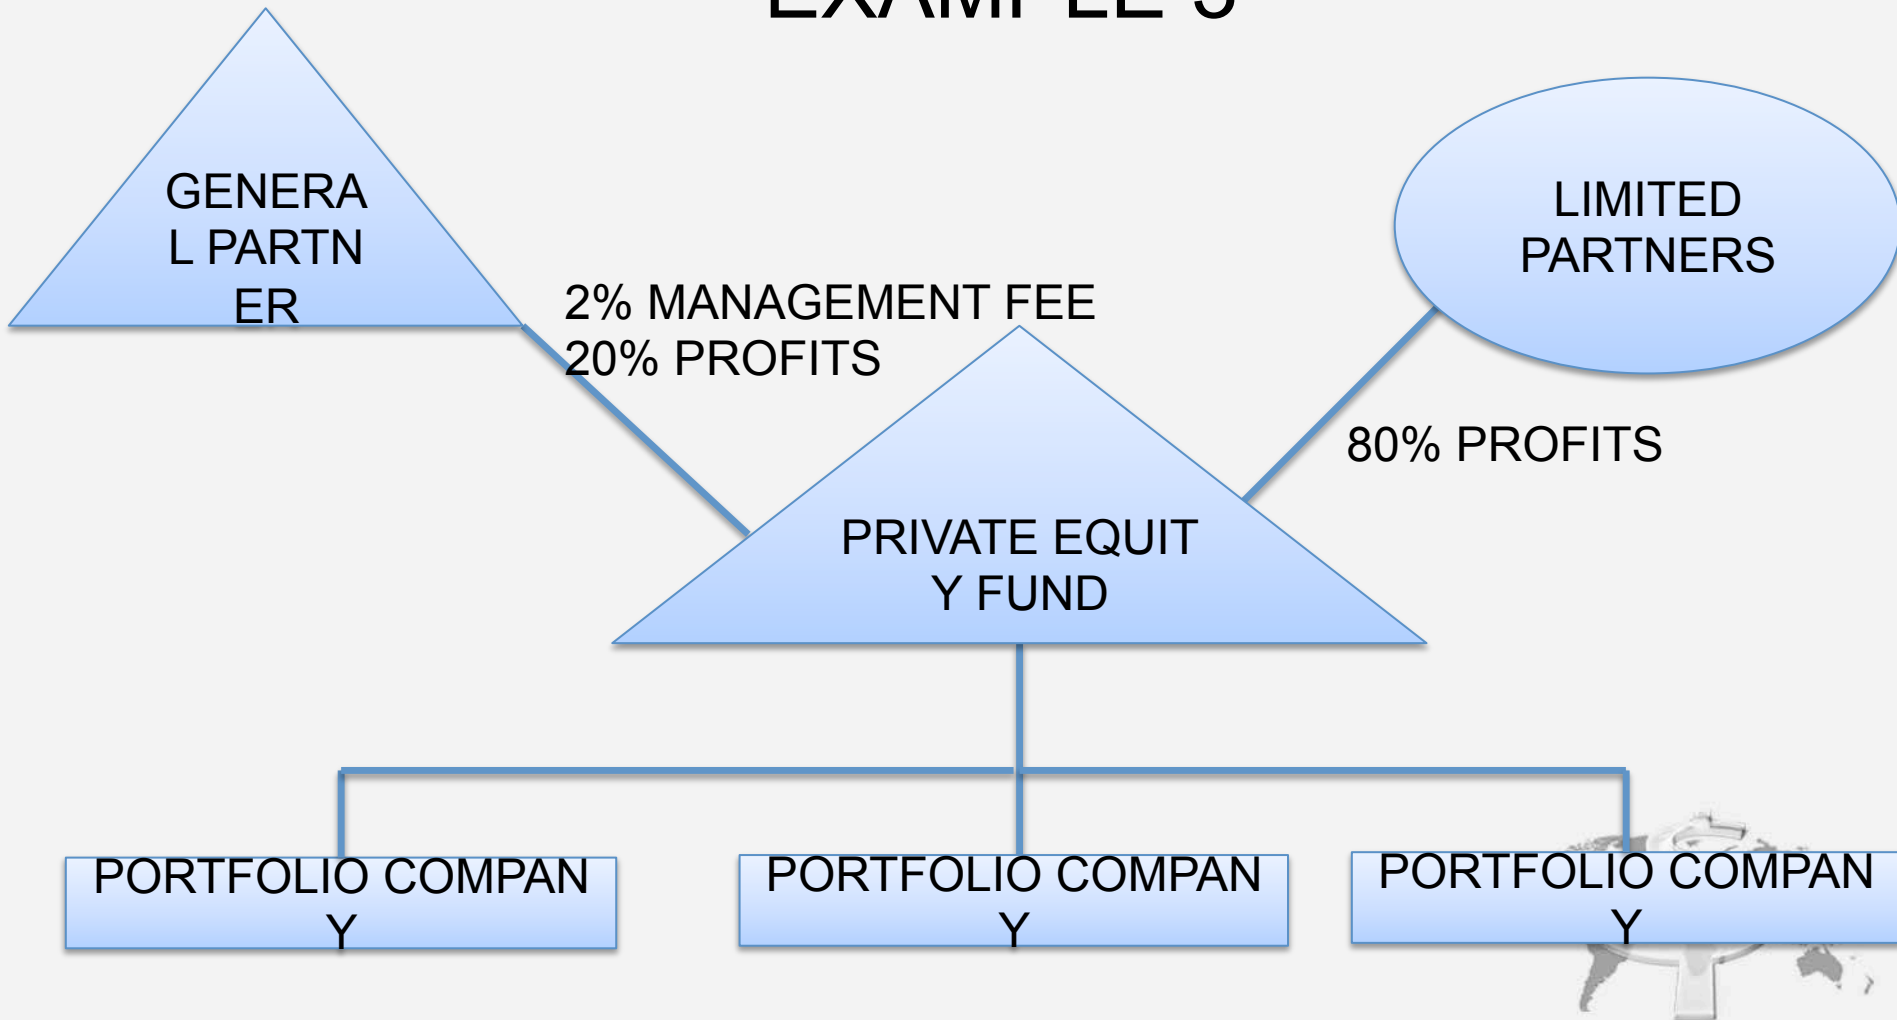 EXAMPLE
GENERA
L PARTN
ER
2% MANAGEMENT FEE
20% PROFITS
LIMITED
PARTNERS
80% PROFITS
PRIVATE EQUIT
Y FUND
PORTFOLIO COMPAN
Y
PORTFOLIO COMPAN
Y
PORTFOLIO COMPAN
Y